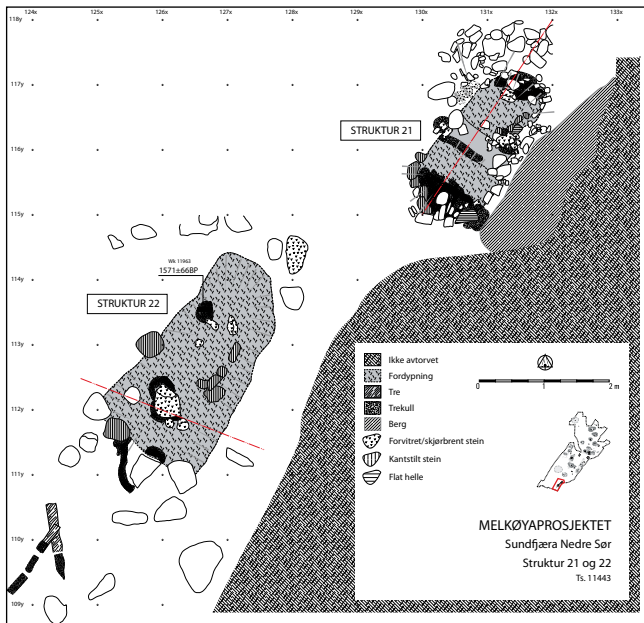 124x 125x 126x 127x 128x 129x 130x 131x 132x 133x
118y
117y
STRUKTUR 21
116y
115y
Wk 11963
1571±66BP
114y
STRUKTUR 22
113y
112y
111y
110y
109y
Ikke avtorvet
Fordypning
Tre
Trekull
Berg
Forvitret/skjørbrent stein
Kantstilt stein
Flat helle
0 1 2 m
MELKØYAPROSJEKTET
Sundfjæra Nedre Sør
Struktur 21 og 22
Ts. 11443